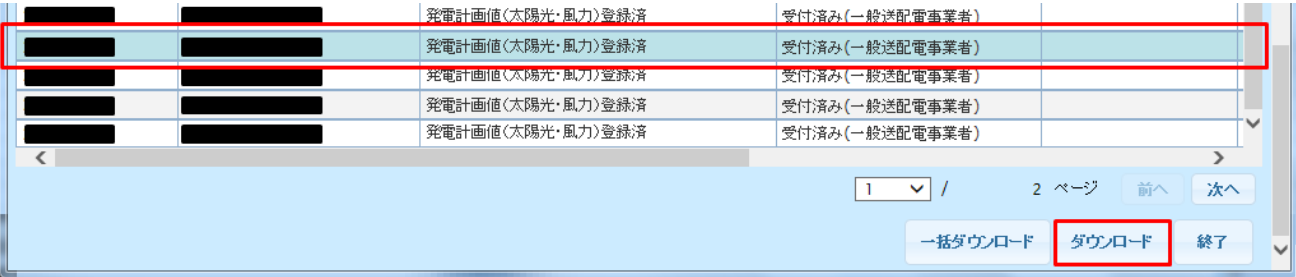 発電計画値(太陽光・風力)登録済 受付済み(一般送配電事業者)
発電計画値(太陽光・風力)登録済 受付済み(一般送配電事業者)
発電計画値(太陽光・風力)登録済 受付済み(一般送配電事業者)
発電計画値(太陽光・風力)登録済 受付済み(一般送配電事業者)
発電計画値(太陽光・風力)登録済 受付済み(一般送配電事業者)
1 / 2 ページ 前へ 次へ
一括ダウンロード ダウンロード 終了